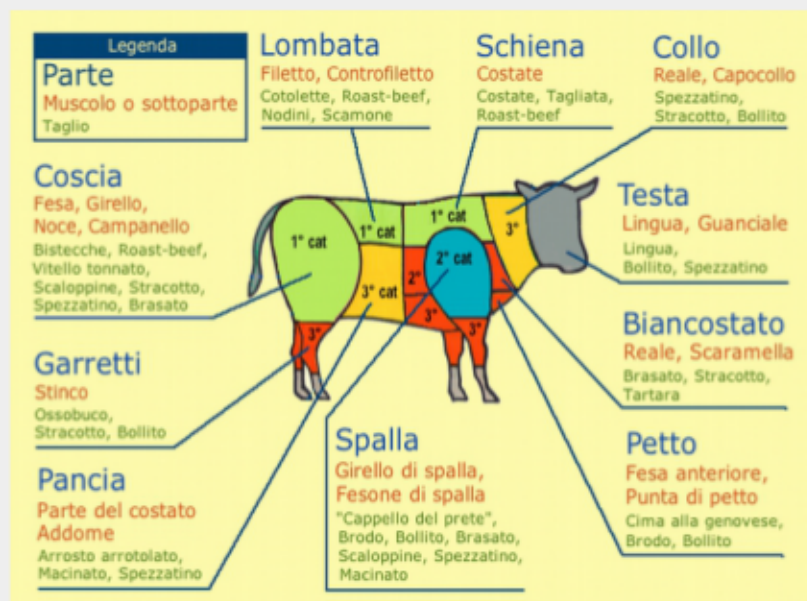 Legenda
Parte
Muscolo o sottoparte
Taglio
Lombata
Filetto, Controfiletto
Cotolette, Roast-beef,
Nodini, Scamone
Schiena
Costate
Costate, Tagliata,
Roast-beef
Collo
Reale, Capocollo
Spezzatino,
Stracotto, Bollito
Coscia
Fesa, Girello,
Noce, Campanello
Bistecche, Roast-beef,
Vitello tonnato,
Scaloppine, Stracotto,
Spezzatino, Brasato
1° cat
1° cat
1° cat
3°
2° cat
2°
3° cat
3°
3°
3°
Testa
Lingua, Guanciale
Lingua,
Bollito, Spezzatino
Garretti
Stinco
Ossobuco,
Stracotto, Bollito
Biancostato
Reale, Scaramella
Brasato, Stracotto,
Tartara
Pancia
Parte del costato
Addome
Arrosto arrotolato,
Macinato, Spezzatino
Spalla
Girello di spalla,
Fesone di spalla
"Cappello del prete",
Brodo, Bollito, Brasato,
Scaloppine, Spezzatino,
Macinato
Petto
Fesa anteriore,
Punta di petto
Cima alla genovese,
Brodo, Bollito